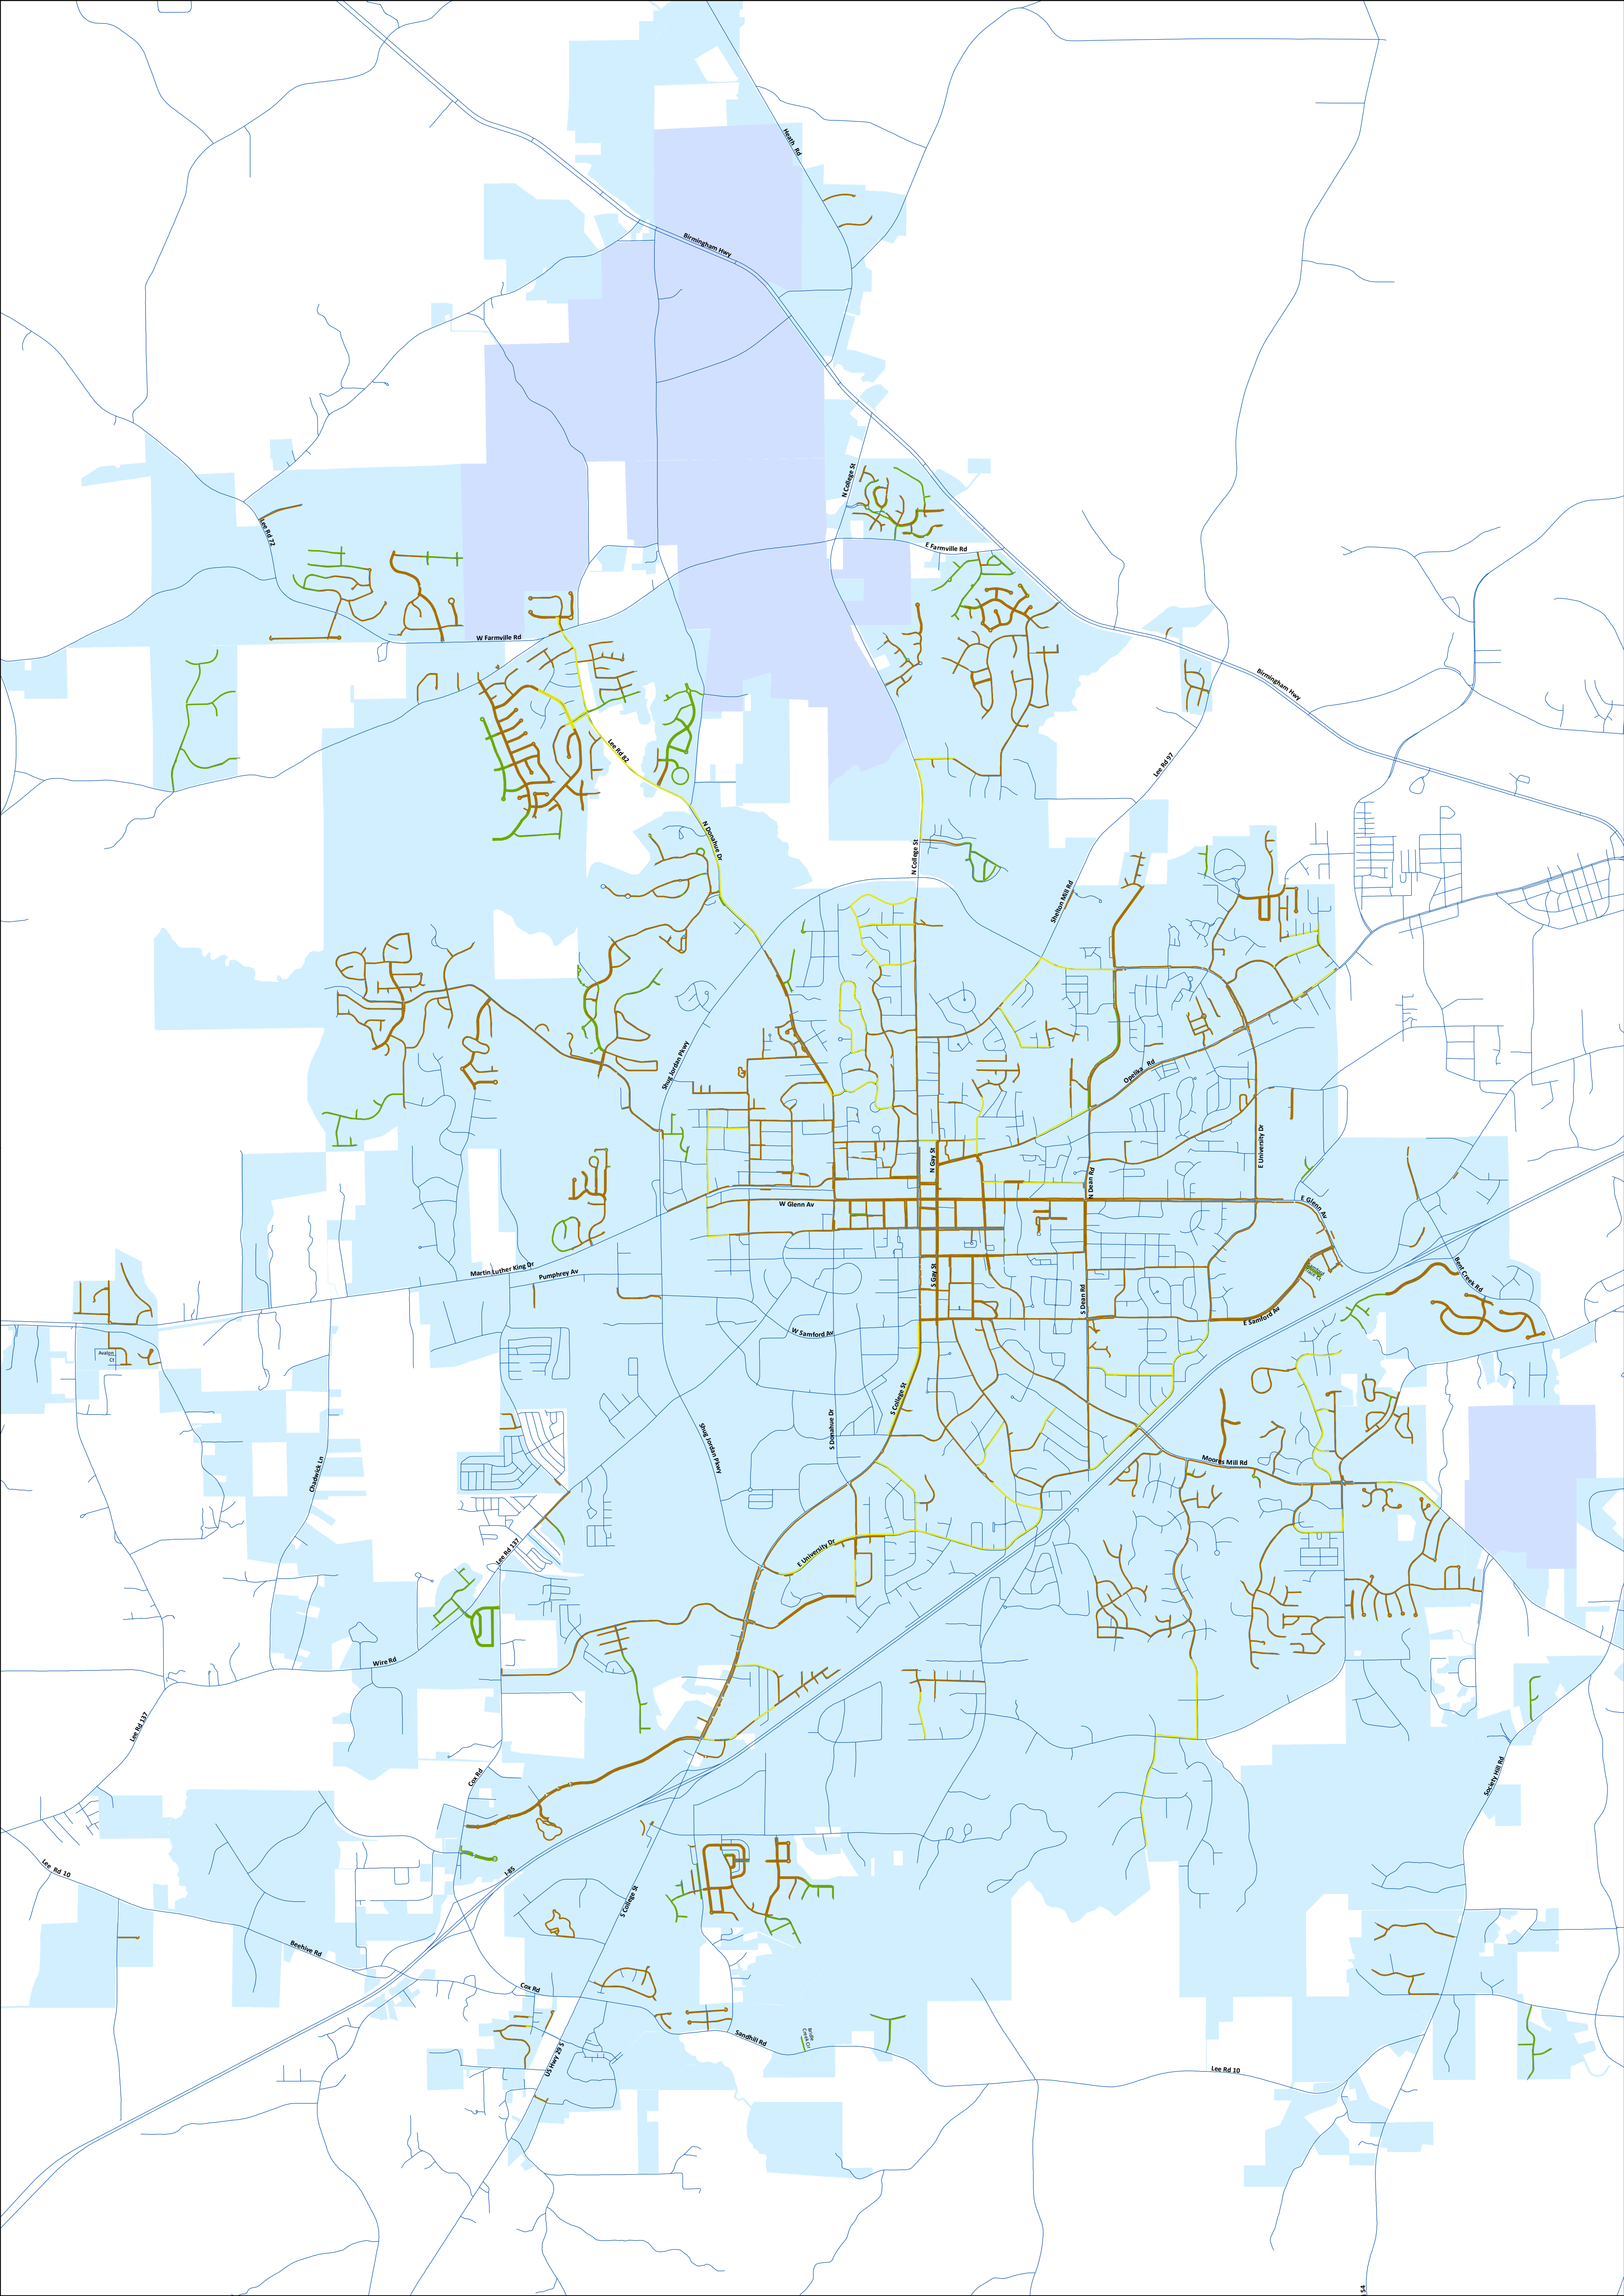 Heath Rd
Birmingham Hwy
N College St
Lee Rd 72
E Farmville Rd
W Farmville Rd
Birmingham Hwy
Lee Rd 82
Lee Rd 97
N Donahue Dr
N College St
Shelton Mill Rd
Shug Jordan Pkwy
Opelika Rd
N Gay St
E University Dr
N Dean Rd
W Glenn Av
E Glenn Av
Martin Luther King Dr
Pumphrey Av
S Gay St
Bent Creek Rd
S Dean Rd
E Samford Av
W Samford Av
Avalon
Ct
S College St
S Donahue Dr
Shug Jordan Pkwy
Moores Mill Rd
Chadwick Ln
Lee Rd 137
E University Dr
Wire Rd
Lee Rd 137
Cox Rd
Society Hill Rd
Lee Rd 10
I-85
S College St
Beehive Rd
Cox Rd
Sandhill Rd
US Hwy 29 S
Lee Rd 10